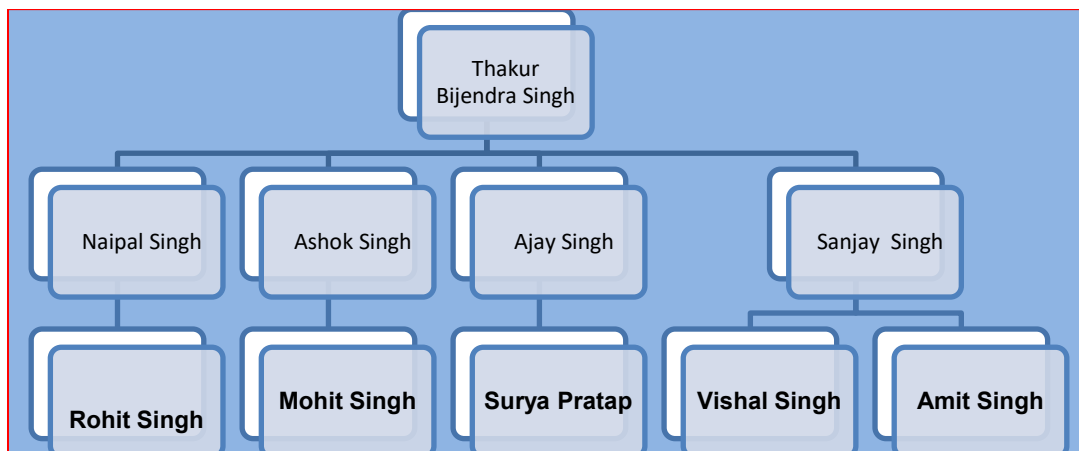 Thakur
Bijendra Singh
Naipal Singh
Ashok Singh
Ajay Singh
Sanjay  Singh
Rohit Singh
Mohit Singh
Surya Pratap
Vishal Singh
Amit Singh